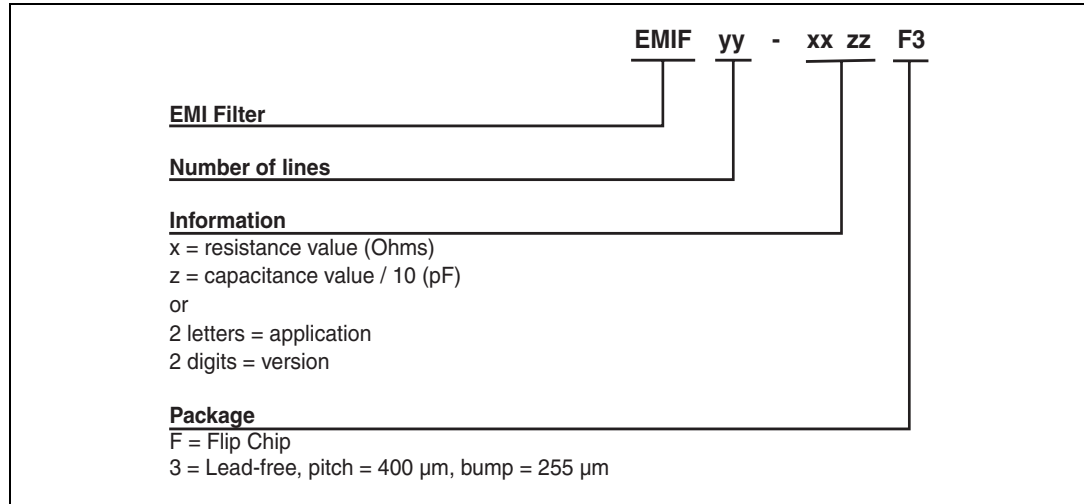 EMIF yy - xx zz F3
EMI Filter
Number of lines
Information
x = resistance value (Ohms)
z = capacitance value / 10 (pF)
or
2 letters = application
2 digits = version
Package
F = Flip Chip
3 = Lead-free, pitch = 400 µm, bump = 255 µm